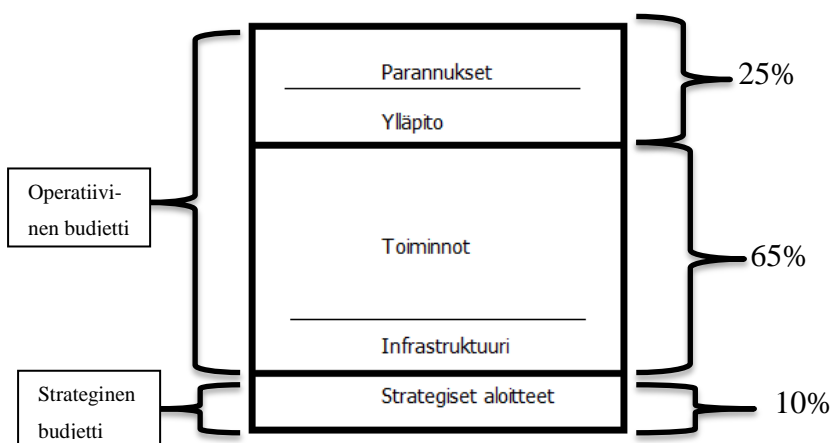 Parannukset
25%
Ylläpito
Operatiivi-
nen budjetti
Toiminnot
65%
Infrastruktuuri
Strateginen
budjetti
Strategiset aloitteet
10%